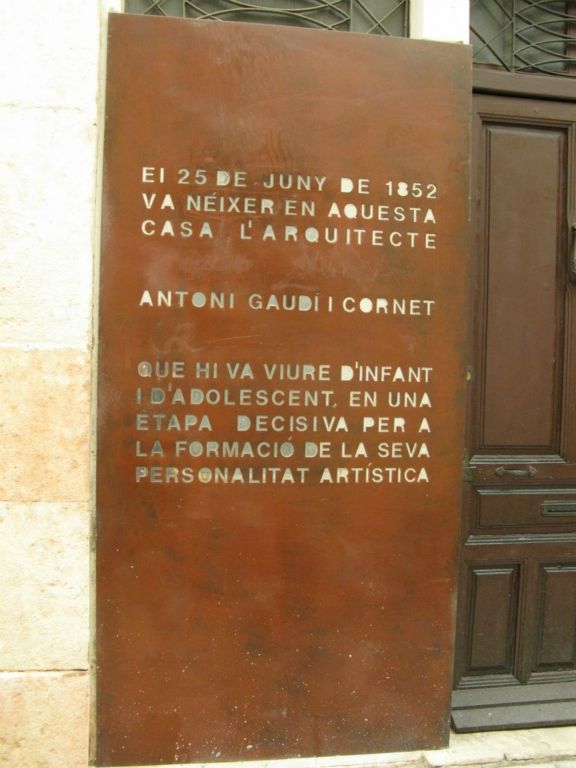 El 25 DE JUNY DE 1852
VA NÉIXER EN AQUESTA
CASA L'ARQUITECTE
ANTONI GAUDÍ I CORNET
QUE HI VA VIURE D'INFANT
I D'ADOLESCENT, EN UNA
ETAPA DECISIVA PER A
LA FORMACIÓ DE LA SEVA
PERSONALITAT ARTÍSTICA